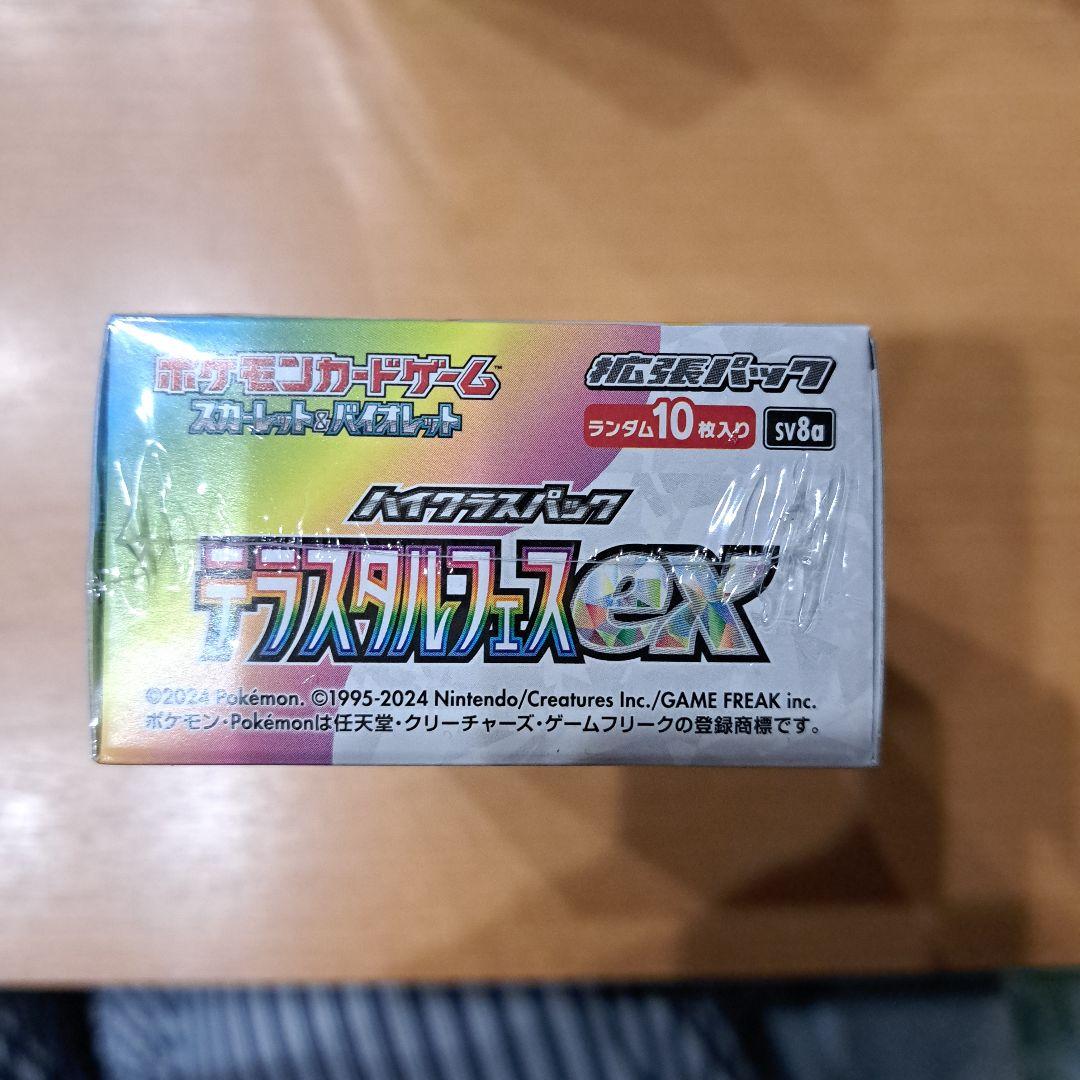 ポケモンカードゲーム™
スカーレット&バイオレット
拡張パック
ランダム10枚入り SV8a
ハイクラスパック
テラスタルフェスex
©2024 Pokémon. ©1995-2024 Nintendo/Creatures Inc./GAME FREAK inc.
ポケモン・Pokémonは任天堂・クリーチャーズ・ゲームフリークの登録商標です。